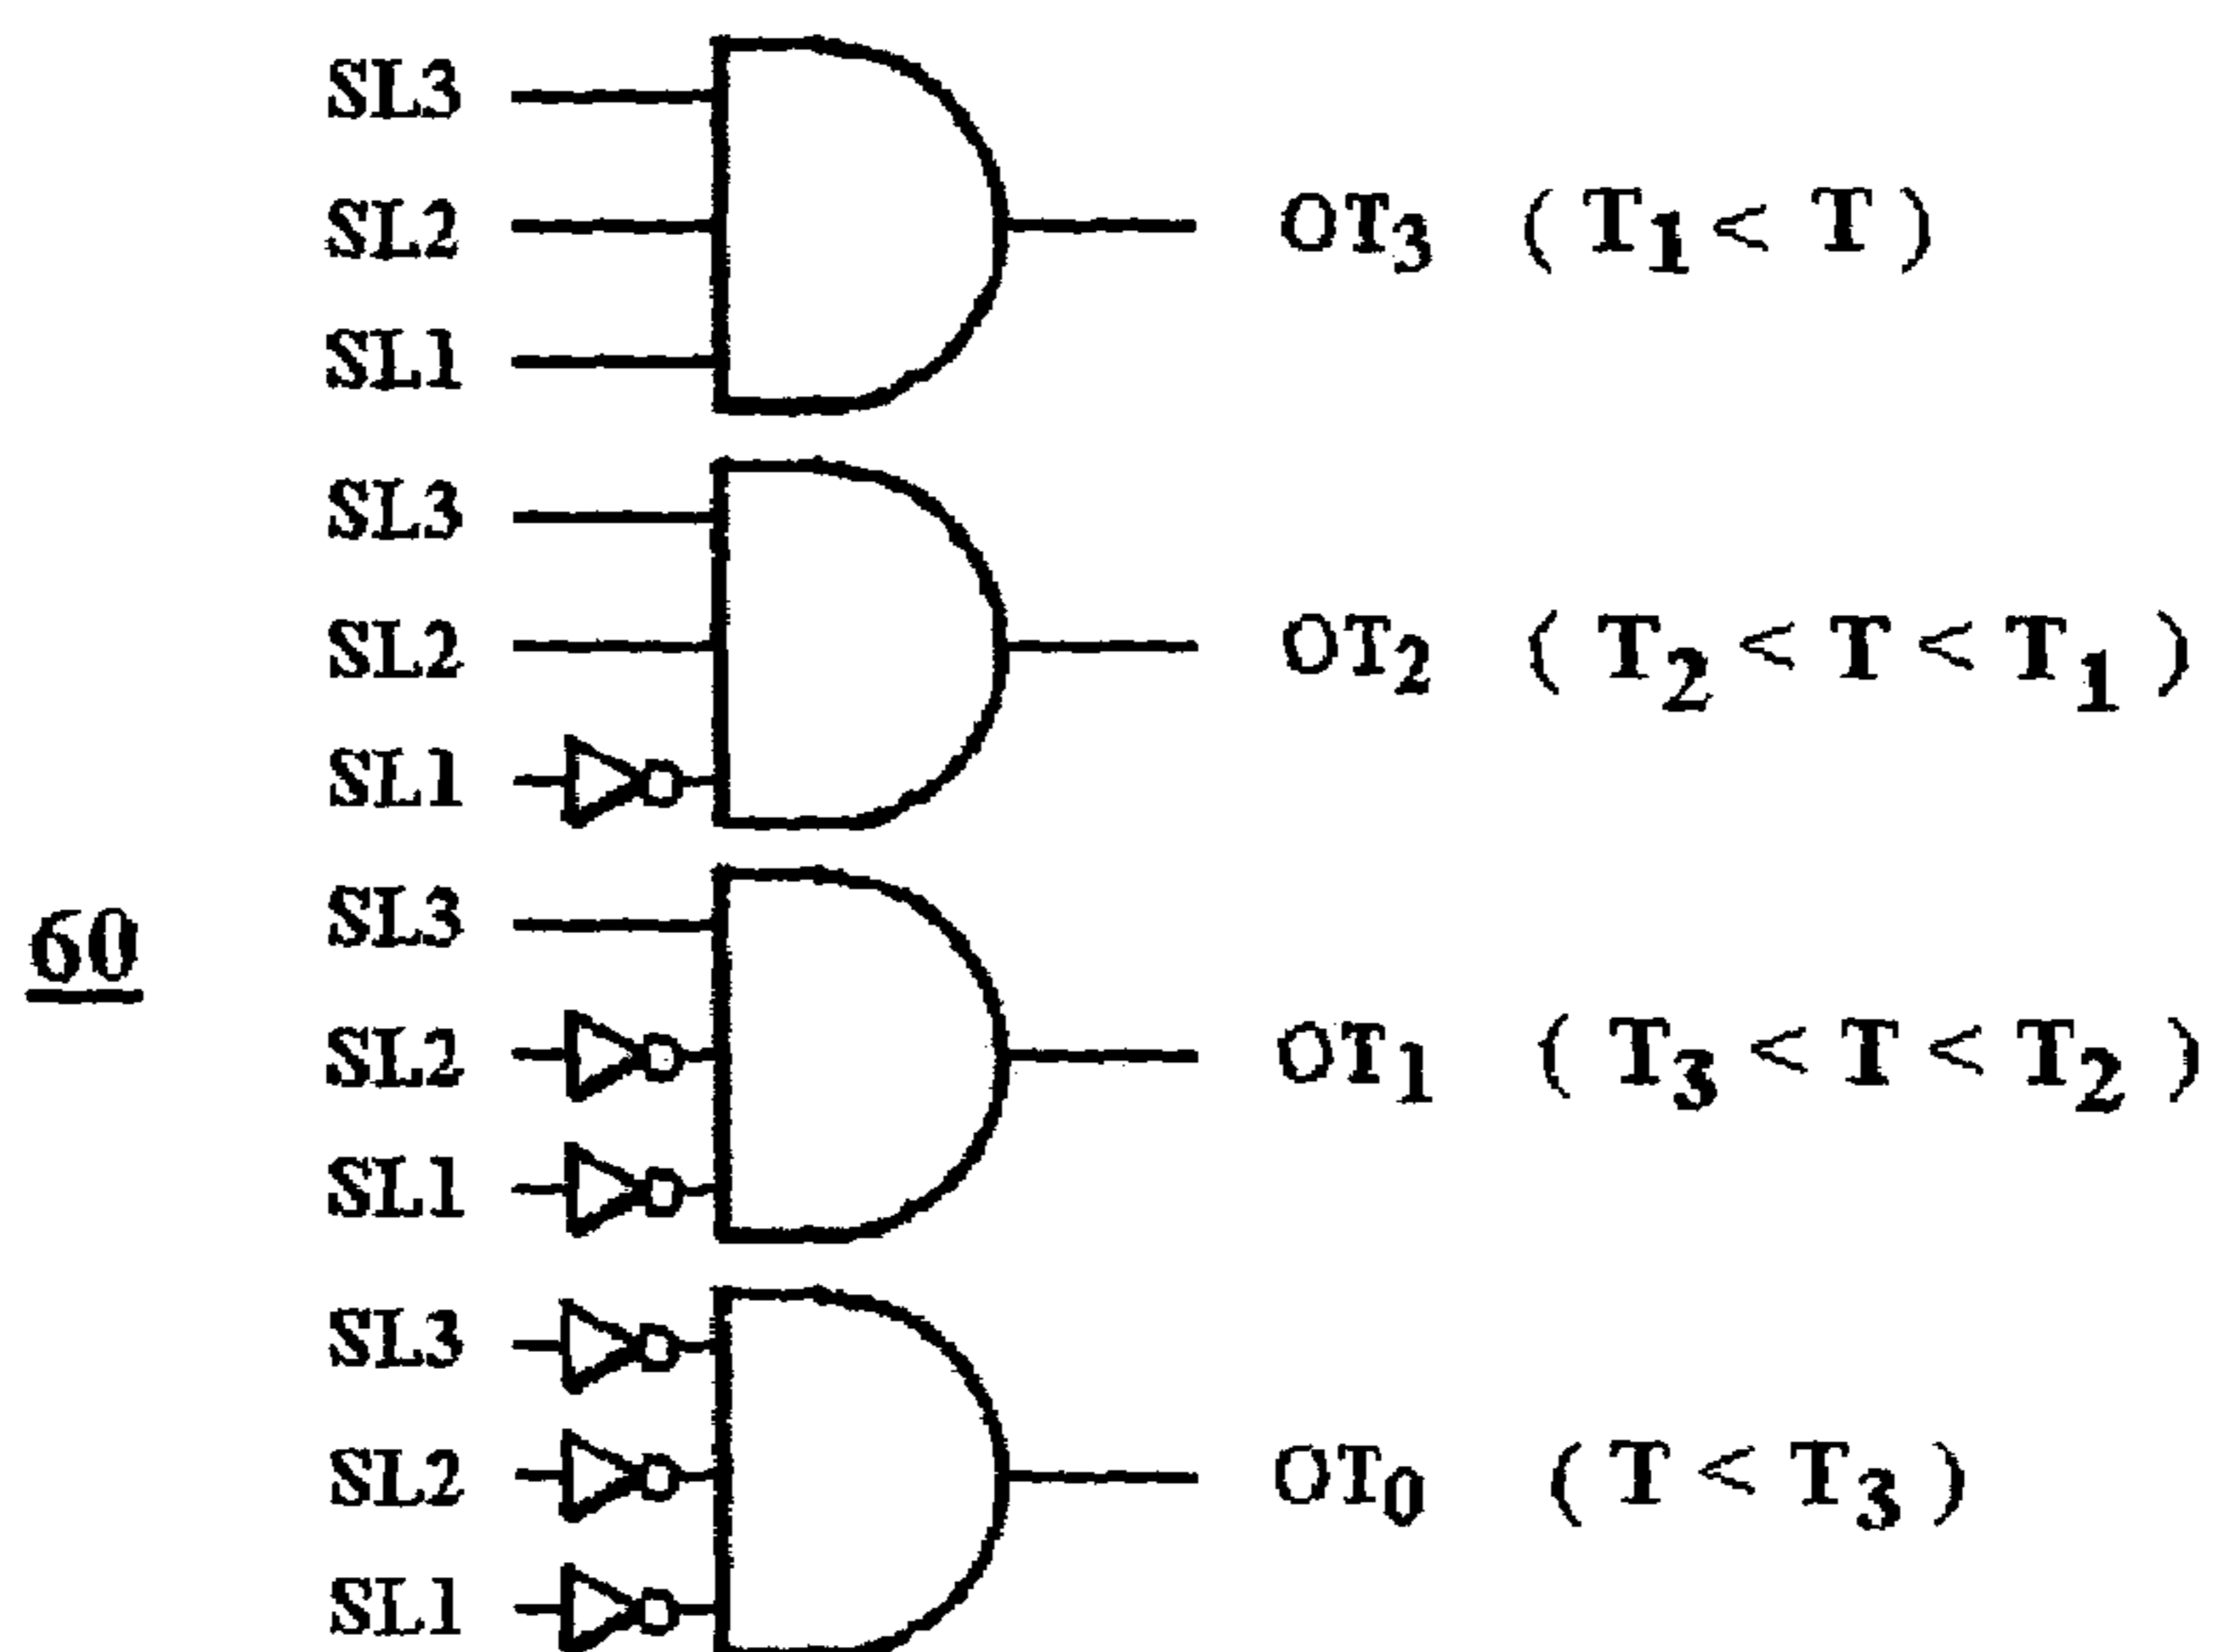 SL3
SL2
SL1
OT3 ( T1 < T )
SL3
SL2
SL1
OT2 ( T2 < T < T1 )
60
SL3
SL2
SL1
OT1 ( T3 < T < T2 )
SL3
SL2
SL1
OT0 ( T < T3 )